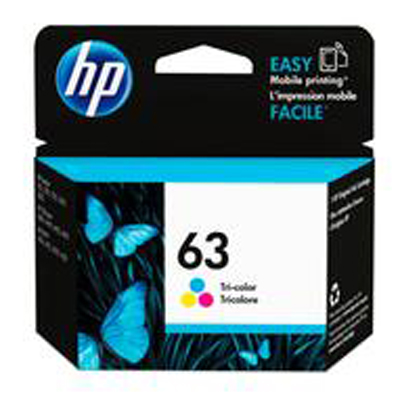 hp
EASY
Mobile printing*
L'impression mobile
FACILE*
63
Tri-color
Tricolore